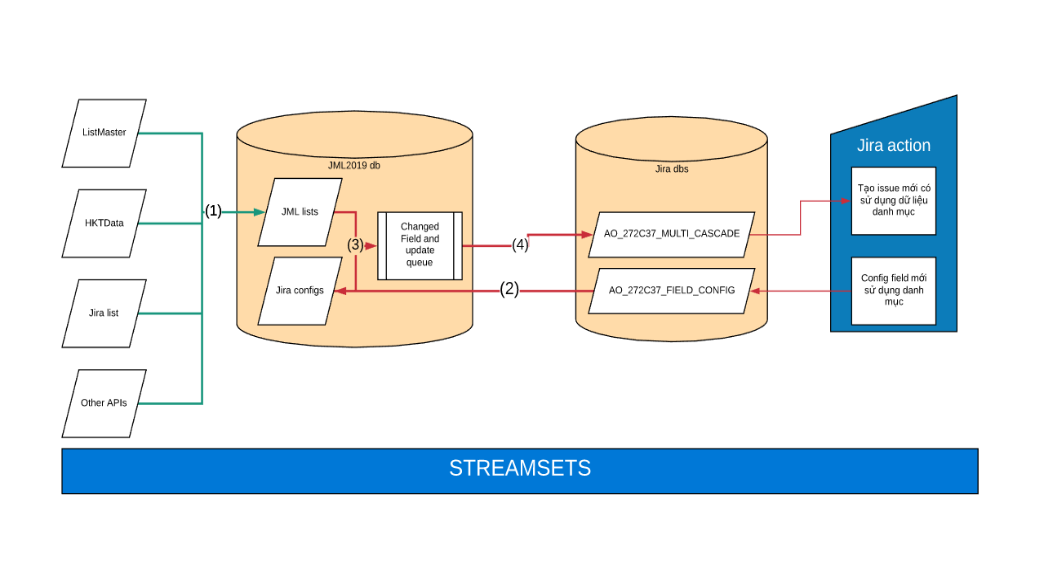 ListMaster
HKTData
Jira list
Other APIs
(1)
JML2019 db
JML lists
Jira configs
(3)
Changed
Field and
update
queue
(4)
(2)
Jira dbs
AO_272C37_MULTI_CASCADE
AO_272C37_FIELD_CONFIG
Jira action
Tạo issue mới có
sử dụng dữ liệu
danh mục
Config field mới
sử dụng danh
mục
STREAMSETS